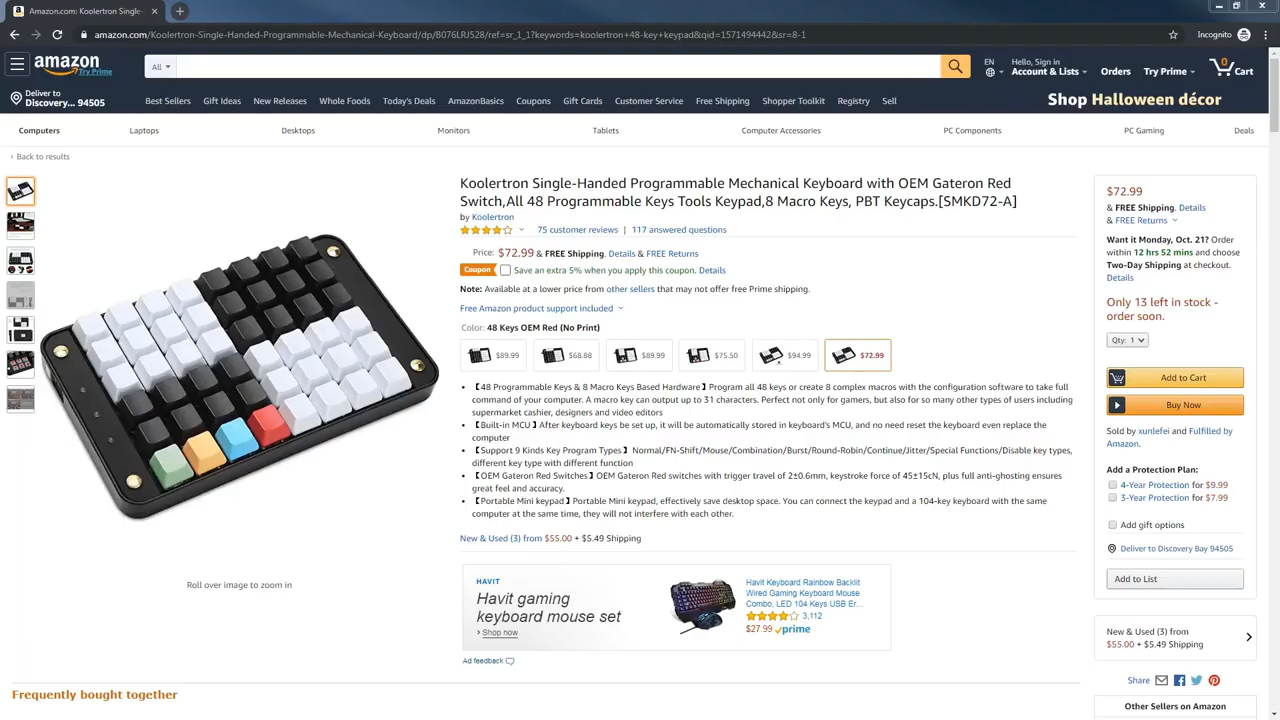 Amazon.com: Koolertron Single-
amazon.com/Koolertron-Single-Handed-Programmable-Mechanical-Keyboard/dp/B076LRJ528/ref=sr_1_1?keywords=koolertron+48-key+keypad&qid=1571494442&sr=8-1
Incognito
amazon
Try Prime
All
EN
Hello, Sign in
Account & Lists
Orders
Try Prime
0
Cart
Deliver to
Discovery... 94505
Best Sellers
Gift Ideas
New Releases
Whole Foods
Today's Deals
AmazonBasics
Coupons
Gift Cards
Customer Service
Free Shipping
Shopper Toolkit
Registry
Sell
Shop Halloween décor
Computers
Laptops
Desktops
Monitors
Tablets
Computer Accessories
PC Components
PC Gaming
Deals
‹ Back to results
Koolertron Single-Handed Programmable Mechanical Keyboard with OEM Gateron Red
Switch,All 48 Programmable Keys Tools Keypad,8 Macro Keys, PBT Keycaps.[SMKD72-A]
by Koolertron
75 customer reviews | 117 answered questions
Price: $72.99 & FREE Shipping. Details & FREE Returns
Coupon Save an extra 5% when you apply this coupon. Details
Note: Available at a lower price from other sellers that may not offer free Prime shipping.
Free Amazon product support included
Color: 48 Keys OEM Red (No Print)
$89.99
$68.88
$89.99
$75.50
$94.99
$72.99
• 【48 Programmable Keys & 8 Macro Keys Based Hardware】Program all 48 keys or create 8 complex macros with the configuration software to take full
command of your computer. A macro key can output up to 31 characters. Perfect not only for gamers, but also for so many other types of users including
supermarket cashier, designers and video editors
• 【Built-in MCU】After keyboard keys be set up, it will be automatically stored in keyboard's MCU, and no need reset the keyboard even replace the
computer
• 【Support 9 Kinds Key Program Types】 Normal/FN-Shift/Mouse/Combination/Burst/Round-Robin/Continue/Jitter/Special Functions/Disable key types,
different key type with different function
• 【OEM Gateron Red Switches】OEM Gateron Red switches with trigger travel of 2±0.6mm, keystroke force of 45±15cN, plus full anti-ghosting ensures
great feel and accuracy.
• 【Portable Mini keypad】Portable Mini keypad, effectively save desktop space. You can connect the keypad and a 104-key keyboard with the same
computer at the same time, they will not interfere with each other.
New & Used (3) from $55.00 + $5.49 Shipping
Roll over image to zoom in
HAVIT
Havit gaming
keyboard mouse set
› Shop now
Havit Keyboard Rainbow Backlit
Wired Gaming Keyboard Mouse
Combo, LED 104 Keys USB Er...
3,112
$27.99 prime
Ad feedback
Frequently bought together
$72.99
& FREE Shipping. Details
& FREE Returns
Want it Monday, Oct. 21? Order
within 12 hrs 52 mins and choose
Two-Day Shipping at checkout.
Details
Only 13 left in stock -
order soon.
Qty: 1
Add to Cart
Buy Now
Sold by xunlefei and Fulfilled by
Amazon.
Add a Protection Plan:
4-Year Protection for $9.99
3-Year Protection for $7.99
Add gift options
Deliver to Discovery Bay 94505
Add to List
New & Used (3) from
$55.00 + $5.49 Shipping
Share
Other Sellers on Amazon